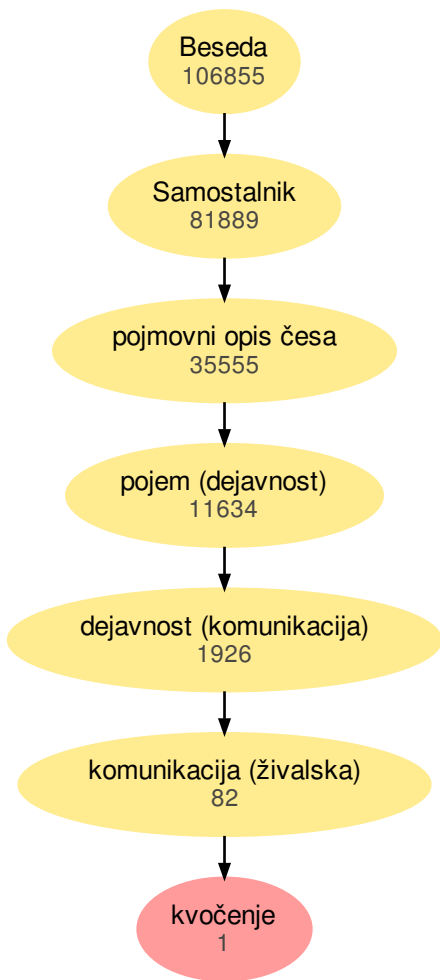 Beseda
106855
Samostalnik
81889
pojmovni opis česa
35555
pojem (dejavnost)
11634
dejavnost (komunikacija)
1926
komunikacija (živalska)
82
kvočenje
1